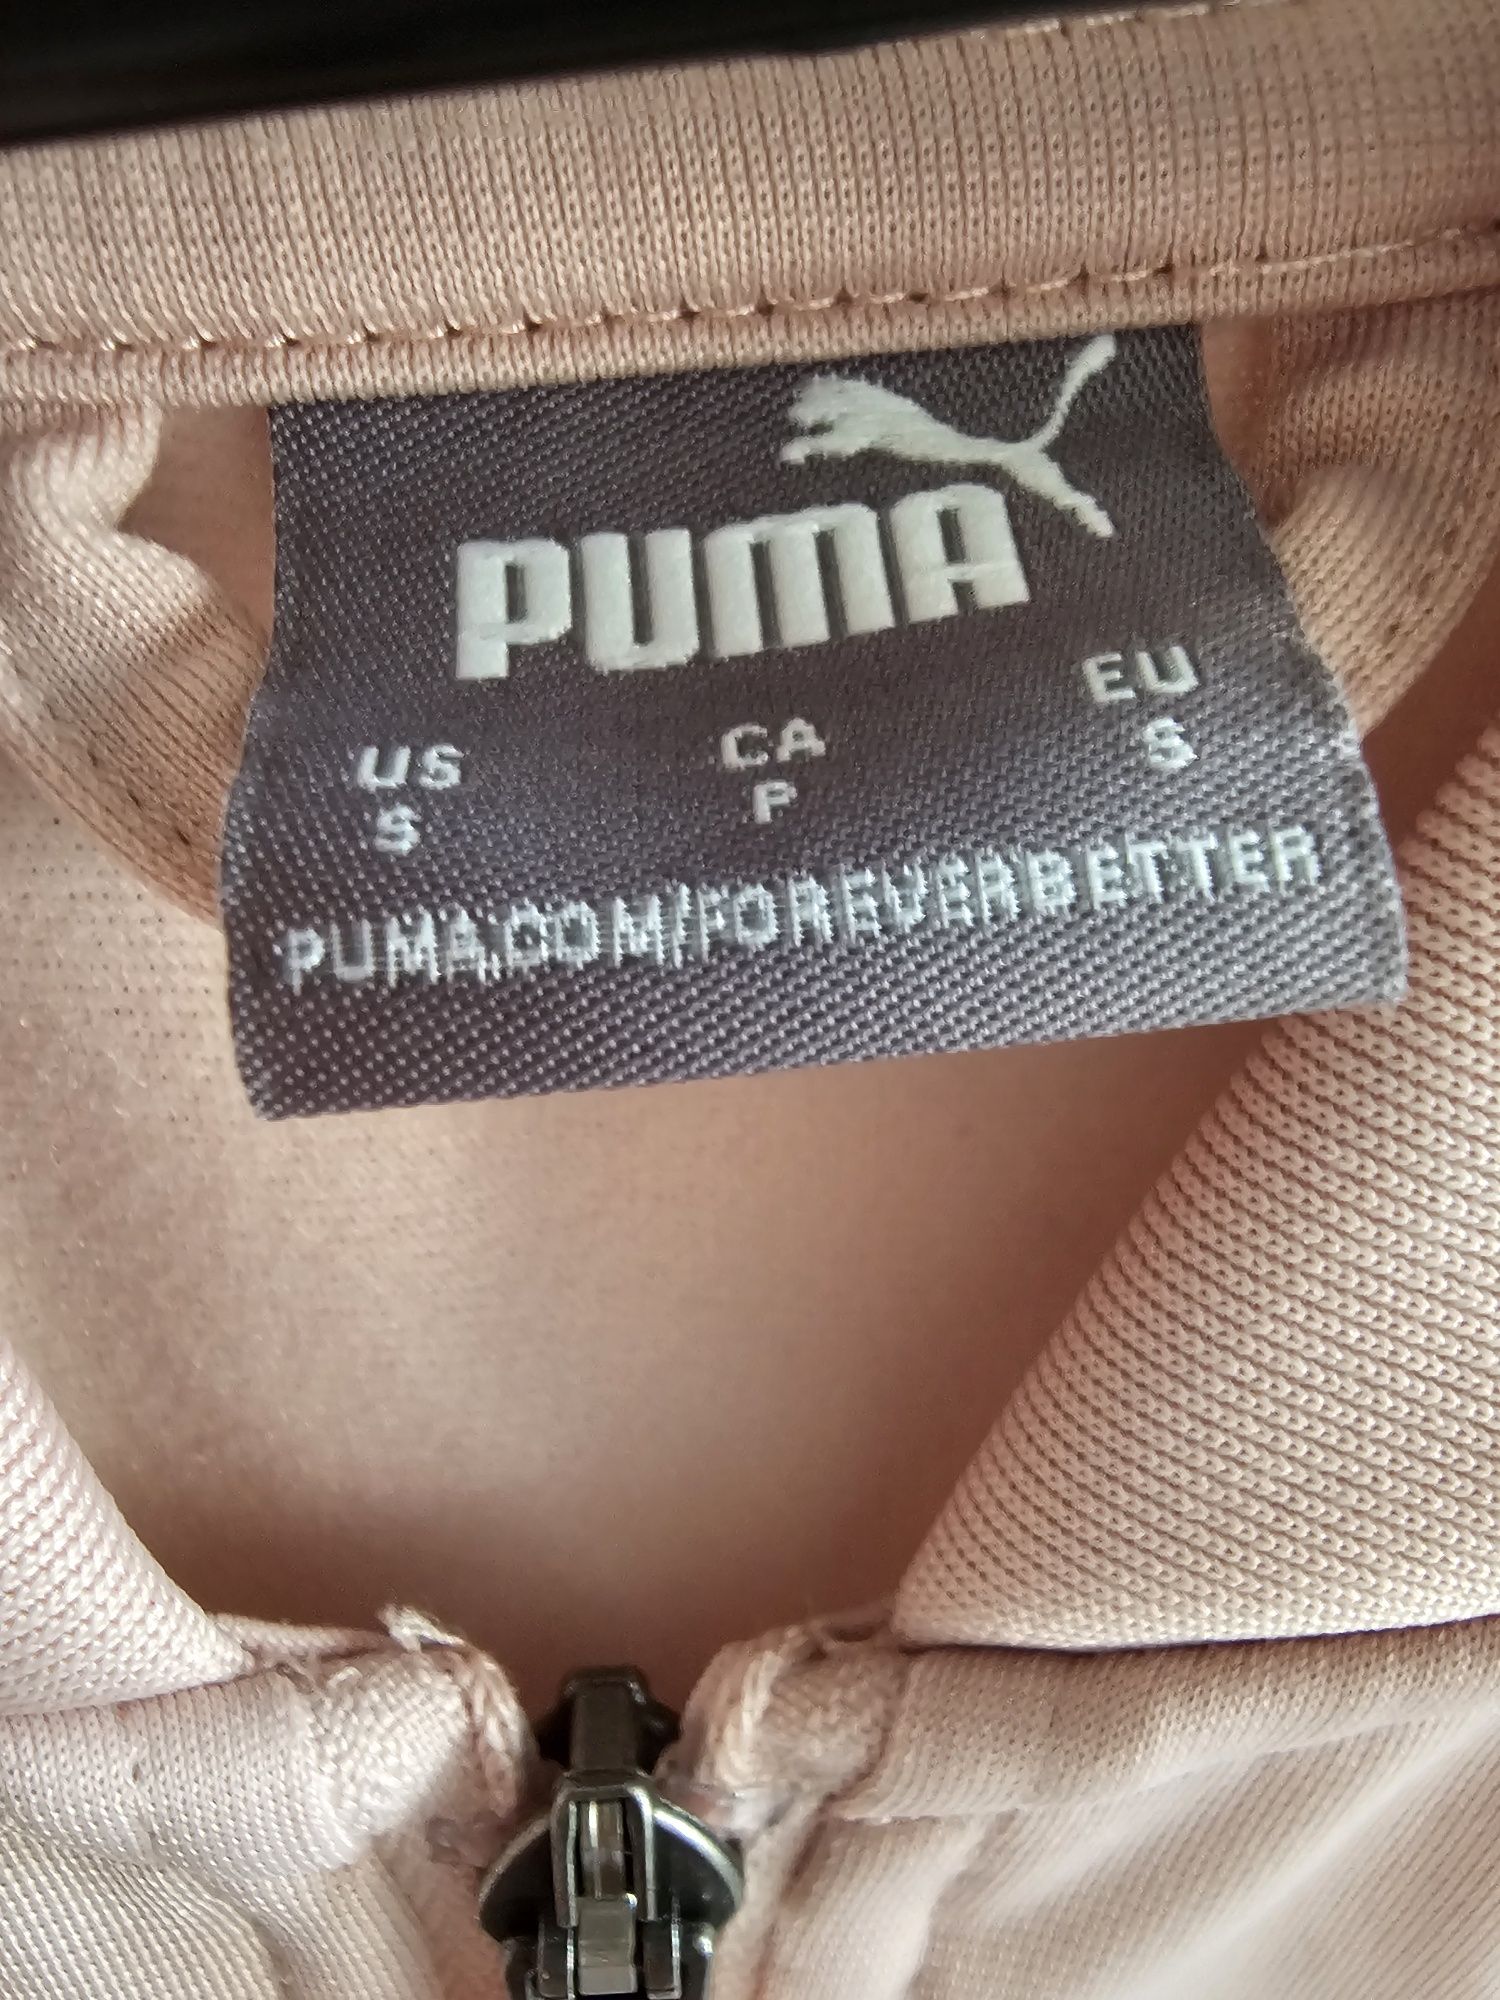 PUMA
US CA EU
S P S
PUMA.COM/FOREVERBETTER